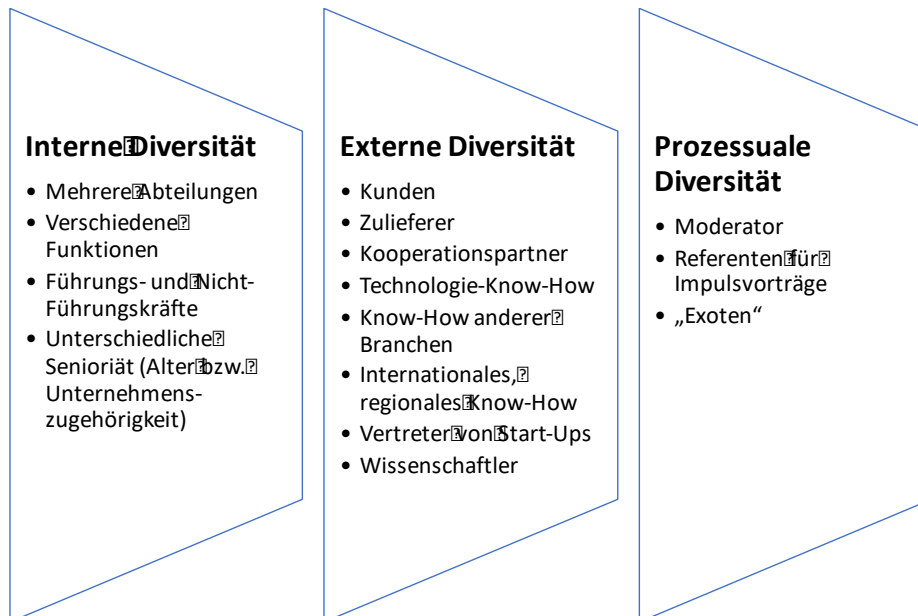 Interne Diversität
• Mehrere Abteilungen
• Verschiedene
Funktionen
• Führungs- und Nicht-
Führungskräfte
• Unterschiedliche
Senioriät (Alter bzw.
Unternehmens-
zugehörigkeit)
Externe Diversität
• Kunden
• Zulieferer
• Kooperationspartner
• Technologie-Know-How
• Know-How anderer
Branchen
• Internationales,
regionales Know-How
• Vertreter von Start-Ups
• Wissenschaftler
Prozessuale
Diversität
• Moderator
• Referenten für
Impulsvorträge
• „Exoten“